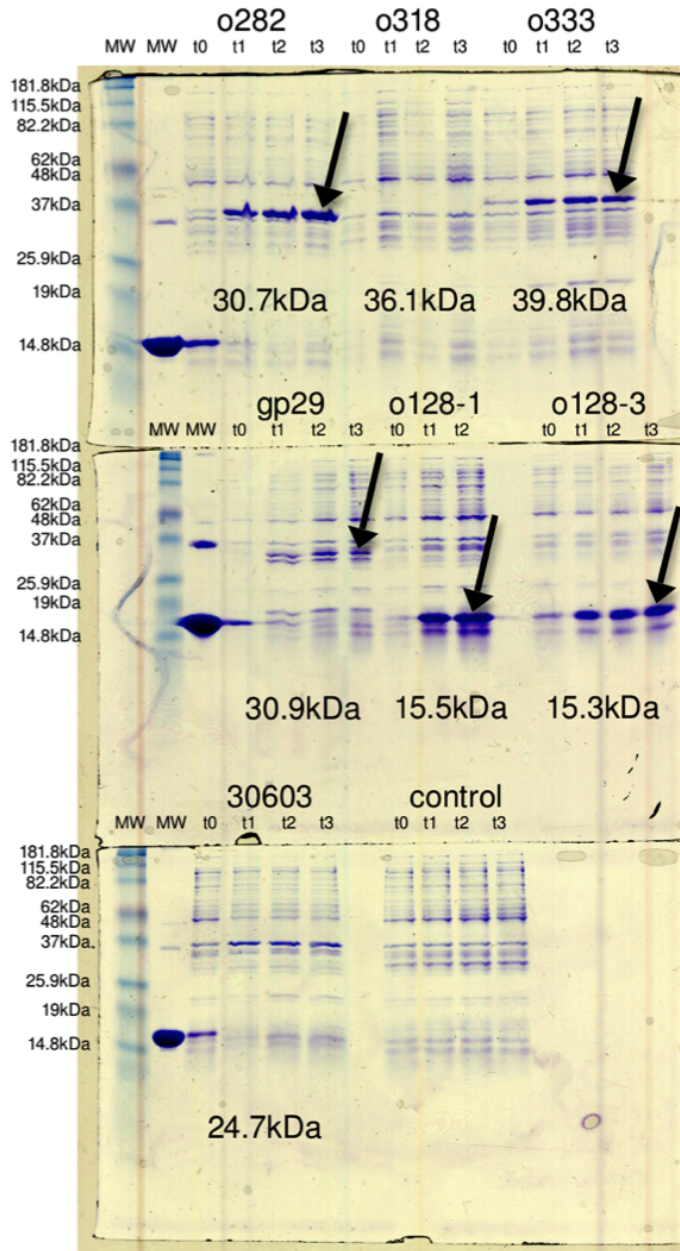 o282 o318 o333
MW MW t0 t1 t2 t3 t0 t1 t2 t3 t0 t1 t2 t3
181.8kDa
115.5kDa
82.2kDa
62kDa
48kDa
37kDa
25.9kDa
19kDa
30.7kDa 36.1kDa 39.8kDa
14.8kDa
gp29 o128-1 o128-3
MW MW t0 t1 t2 t3 t0 t1 t2 t0 t1 t2 t3
181.8kDa
115.5kDa
82.2kDa
62kDa
48kDa
37kDa
25.9kDa
19kDa
14.8kDa
30.9kDa 15.5kDa 15.3kDa
30603 control
MW MW t0 t1 t2 t3 t0 t1 t2 t3
181.8kDa
115.5kDa
82.2kDa
62kDa
48kDa
37kDa
25.9kDa
19kDa
14.8kDa
24.7kDa